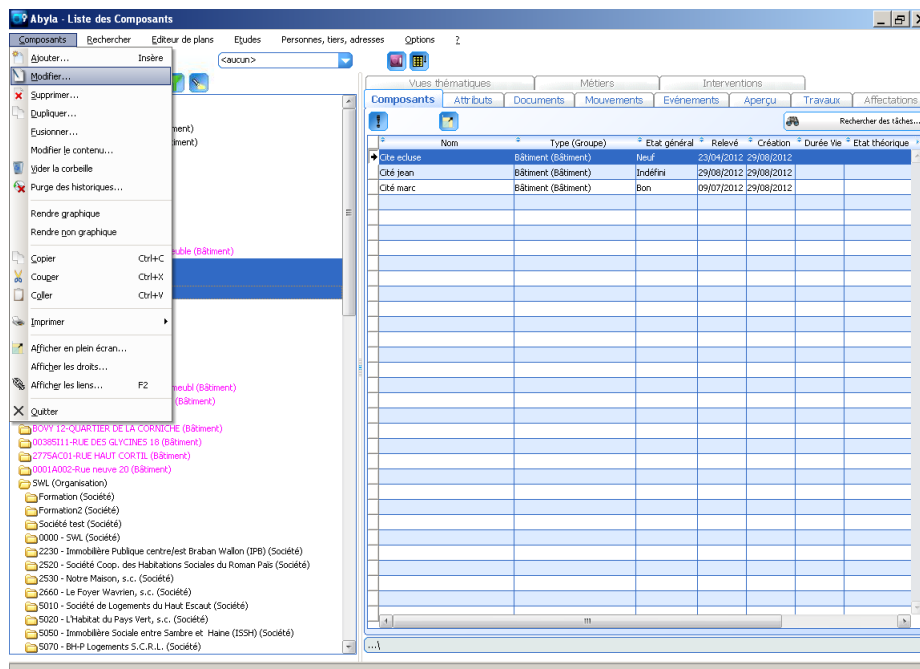 Abyla - Liste des Composants
Composants Rechercher Editeur de plans Etudes Personnes, tiers, adresses Options ?
Ajouter... Insère
Modifier...
Supprimer...
Dupliquer...
Fusionner...
Modifier le contenu...
Vider la corbeille
Purge des historiques...
Rendre graphique
Rendre non graphique
Copier Ctrl+C
Couper Ctrl+X
Coller Ctrl+V
Imprimer
Afficher en plein écran...
Afficher les droits...
Afficher les liens... F2
Quitter
<aucun>
ment)
iment)
euble (Bâtiment)
meubl (Bâtiment)
(Bâtiment)
BOVY 12-QUARTIER DE LA CORNICHE (Bâtiment)
00385I11-RUE DES GLYCINES 18 (Bâtiment)
2775AC01-RUE HAUT CORTIL (Bâtiment)
0001A002-Rue neuve 20 (Bâtiment)
SWL (Organisation)
Formation (Société)
Formation2 (Société)
Société test (Société)
0000 - SWL (Société)
2230 - Immobilière Publique centre/est Braban Wallon (IPB) (Société)
2520 - Société Coop. des Habitations Sociales du Roman Païs (Société)
2530 - Notre Maison, s.c. (Société)
2660 - Le Foyer Wavrien, s.c. (Société)
5010 - Société de Logements du Haut Escaut (Société)
5020 - L'Habitat du Pays Vert, s.c. (Société)
5050 - Immobilière Sociale entre Sambre et Haine (ISSH) (Société)
5070 - BH-P Logements S.C.R.L. (Société)
Vues thématiques Métiers Interventions
Composants Attributs Documents Mouvements Evénements Aperçu Travaux Affectations
Rechercher des tâches...
Nom Type (Groupe) Etat général Relevé Création Durée Vie Etat théorique
Cite ecluse Bâtiment (Bâtiment) Neuf 23/04/2012 29/08/2012
Cité jean Bâtiment (Bâtiment) Indéfini 29/08/2012 29/08/2012
Cité marc Bâtiment (Bâtiment) Bon 09/07/2012 29/08/2012
...\